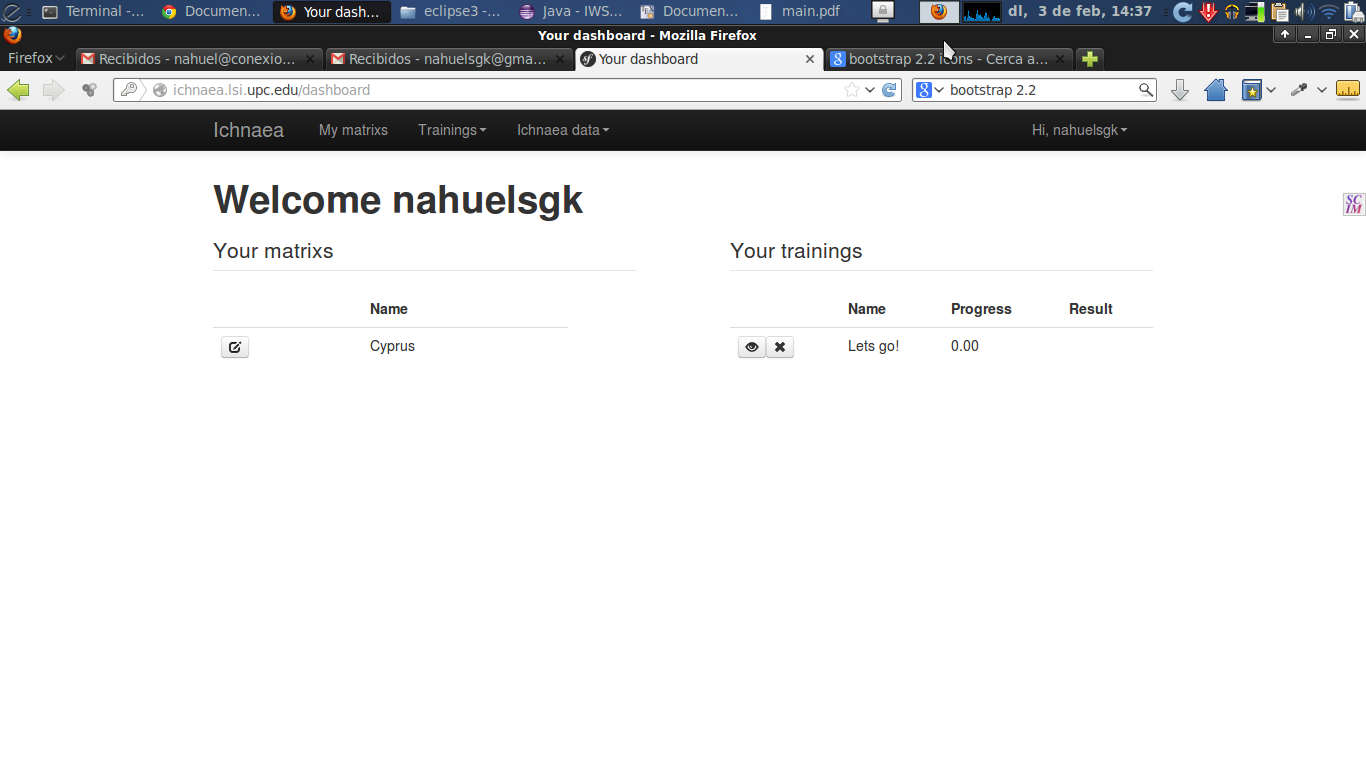 Terminal -... Documen... Your dash... eclipse3 -... Java - IWS... Documen... main.pdf dl, 3 de feb, 14:37
Your dashboard - Mozilla Firefox
Firefox Recibidos - nahuel@conexio... Recibidos - nahuelsgk@gma... Your dashboard bootstrap 2.2 icons - Cerca a...
ichnaea.lsi.upc.edu/dashboard bootstrap 2.2
Ichnaea My matrixs Trainings Ichnaea data Hi, nahuelsgk
Welcome nahuelsgk
SCIM
Your matrixs Your trainings
Name Name Progress Result
Cyprus Lets go! 0.00